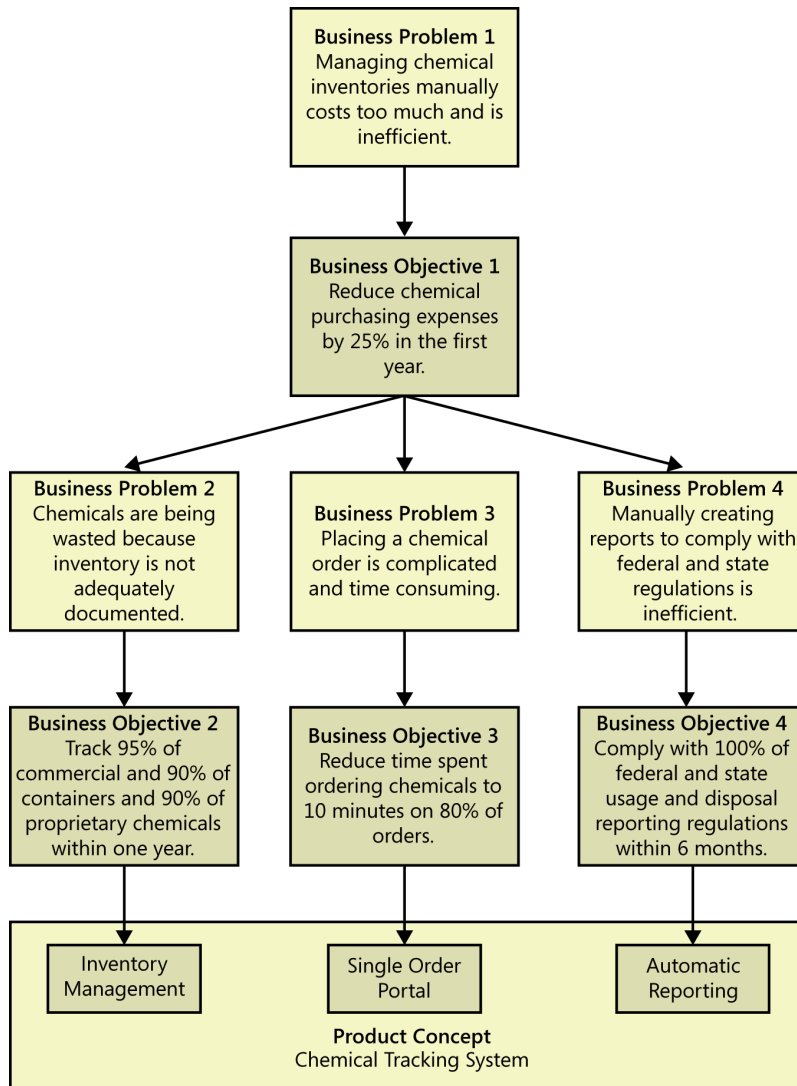 Business Problem 1
Managing chemical
inventories manually
costs too much and is
inefficient.
Business Objective 1
Reduce chemical
purchasing expenses
by 25% in the first
year.
Business Problem 2
Chemicals are being
wasted because
inventory is not
adequately
documented.
Business Problem 3
Placing a chemical
order is complicated
and time consuming.
Business Problem 4
Manually creating
reports to comply with
federal and state
regulations is
inefficient.
Business Objective 2
Track 95% of
commercial and 90% of
containers and 90% of
proprietary chemicals
within one year.
Business Objective 3
Reduce time spent
ordering chemicals to
10 minutes on 80% of
orders.
Business Objective 4
Comply with 100% of
federal and state
usage and disposal
reporting regulations
within 6 months.
Inventory
Management
Single Order
Portal
Automatic
Reporting
Product Concept
Chemical Tracking System